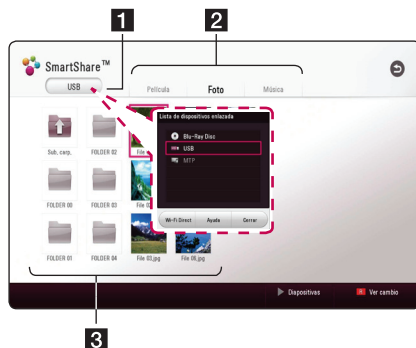 1
2
SmartShare™
USB
Película
Foto
Música
Lista de dispositivos enlazada
Blu-Ray Disc
USB
MTP
Wi-Fi Direct
Ayuda
Cerrar
Sub. carp.
FOLDER 02
FOLDER 00
FOLDER 03
FOLDER 01
FOLDER 04
File 03.jpg
File 06.jpg
Diapositivas
Ver cambio
3